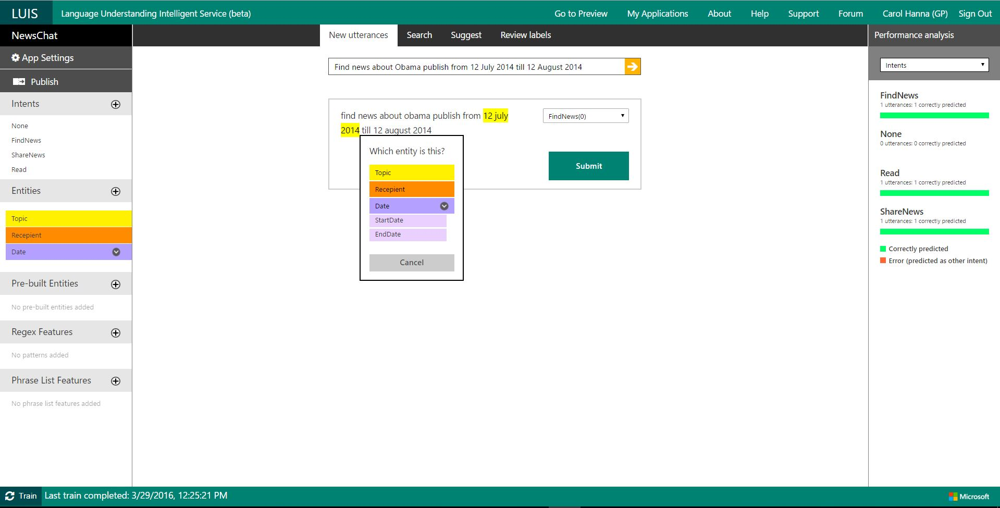 LUIS
Language Understanding Intelligent Service (beta)
Go to Preview
My Applications
About
Help
Support
Forum
Carol Hanna (GP)
Sign Out
NewsChat
App Settings
Publish
Intents
None
FindNews
ShareNews
Read
Entities
Topic
Recepient
Date
Pre-built Entities
No pre-built entities added
Regex Features
No patterns added
Phrase List Features
No phrase list features added
New utterances
Search
Suggest
Review labels
Find news about Obama publish from 12 July 2014 till 12 August 2014
find news about obama publish from 12 july
2014 till 12 august 2014
FindNews(0)
Submit
Which entity is this?
Topic
Recepient
Date
StartDate
EndDate
Cancel
Performance analysis
Intents
FindNews
1 utterances: 1 correctly predicted
None
0 utterances: 0 correctly predicted
Read
1 utterances: 1 correctly predicted
ShareNews
1 utterances: 1 correctly predicted
Correctly predicted
Error (predicted as other intent)
Train
Last train completed: 3/29/2016, 12:25:21 PM
Microsoft